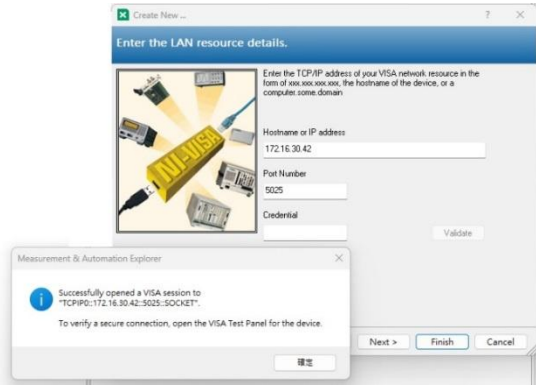 Create New ...
Enter the LAN resource details.
Enter the TCP/IP address of your VISA network resource in the
form of xxx.xxx.xxx.xxx, the hostname of the device, or a
computer.some.domain
NI-VISA
Hostname or IP address
172.16.30.42
Port Number
5025
Credential
Validate
Measurement & Automation Explorer
Successfully opened a VISA session to
"TCPIP0::172.16.30.42::5025::SOCKET".
To verify a secure connection, open the VISA Test Panel for the device.
確定
Next >
Finish
Cancel